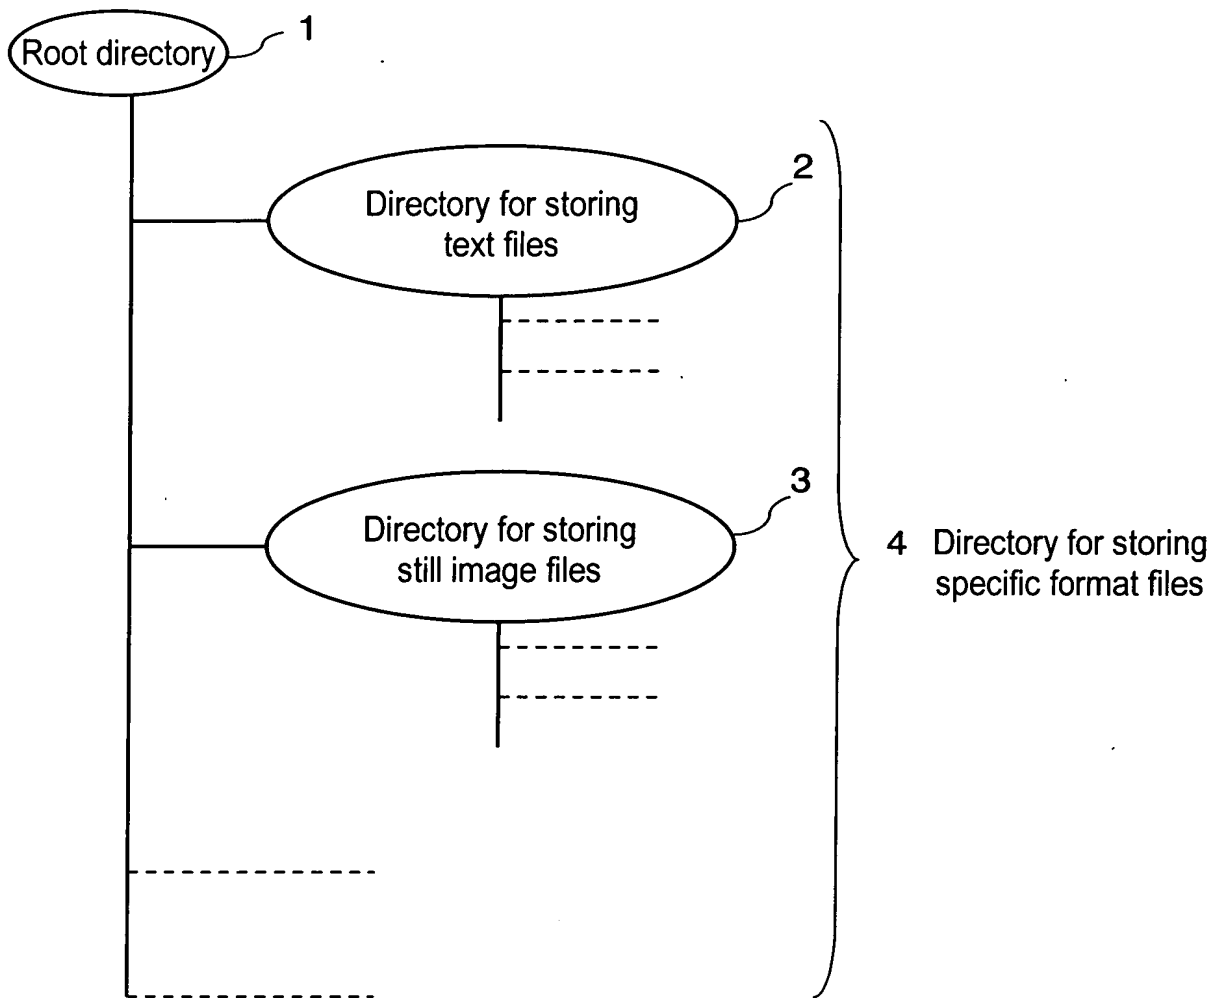 Root directory
1
Directory for storing
text files
2
Directory for storing
still image files
3
4 Directory for storing
specific format files